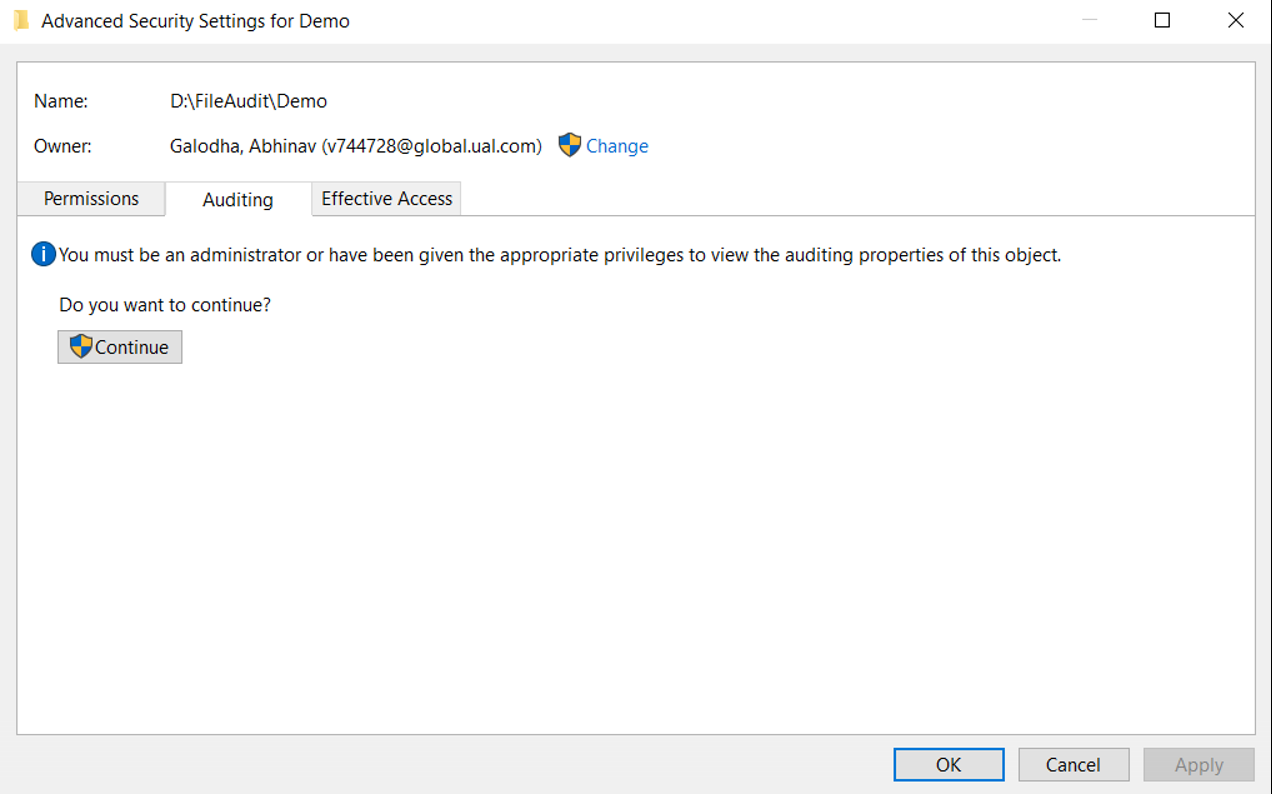 Advanced Security Settings for Demo
Name: D:\FileAudit\Demo
Owner: Galodha, Abhinav (v744728@global.ual.com) Change
Permissions Auditing Effective Access
You must be an administrator or have been given the appropriate privileges to view the auditing properties of this object.
Do you want to continue?
Continue
OK Cancel Apply